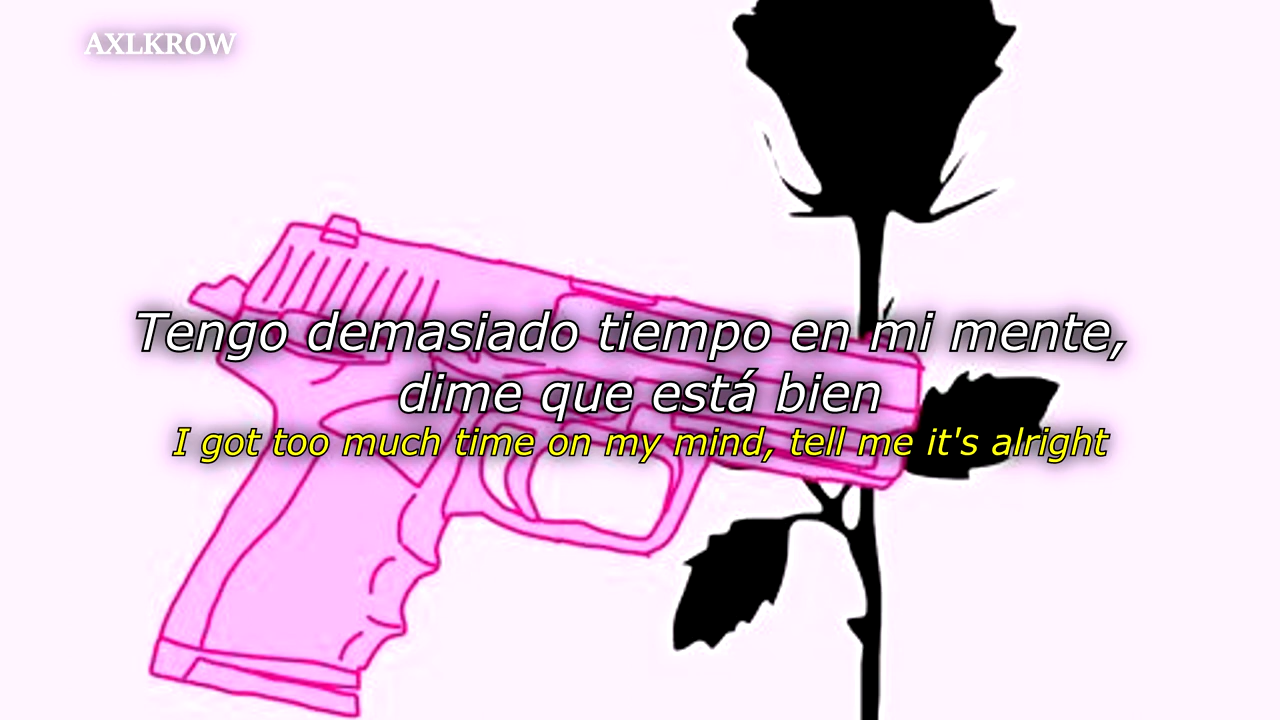 AXLKROW
Tengo demasiado tiempo en mi mente,
dime que está bien
I got too much time on my mind, tell me it's alright